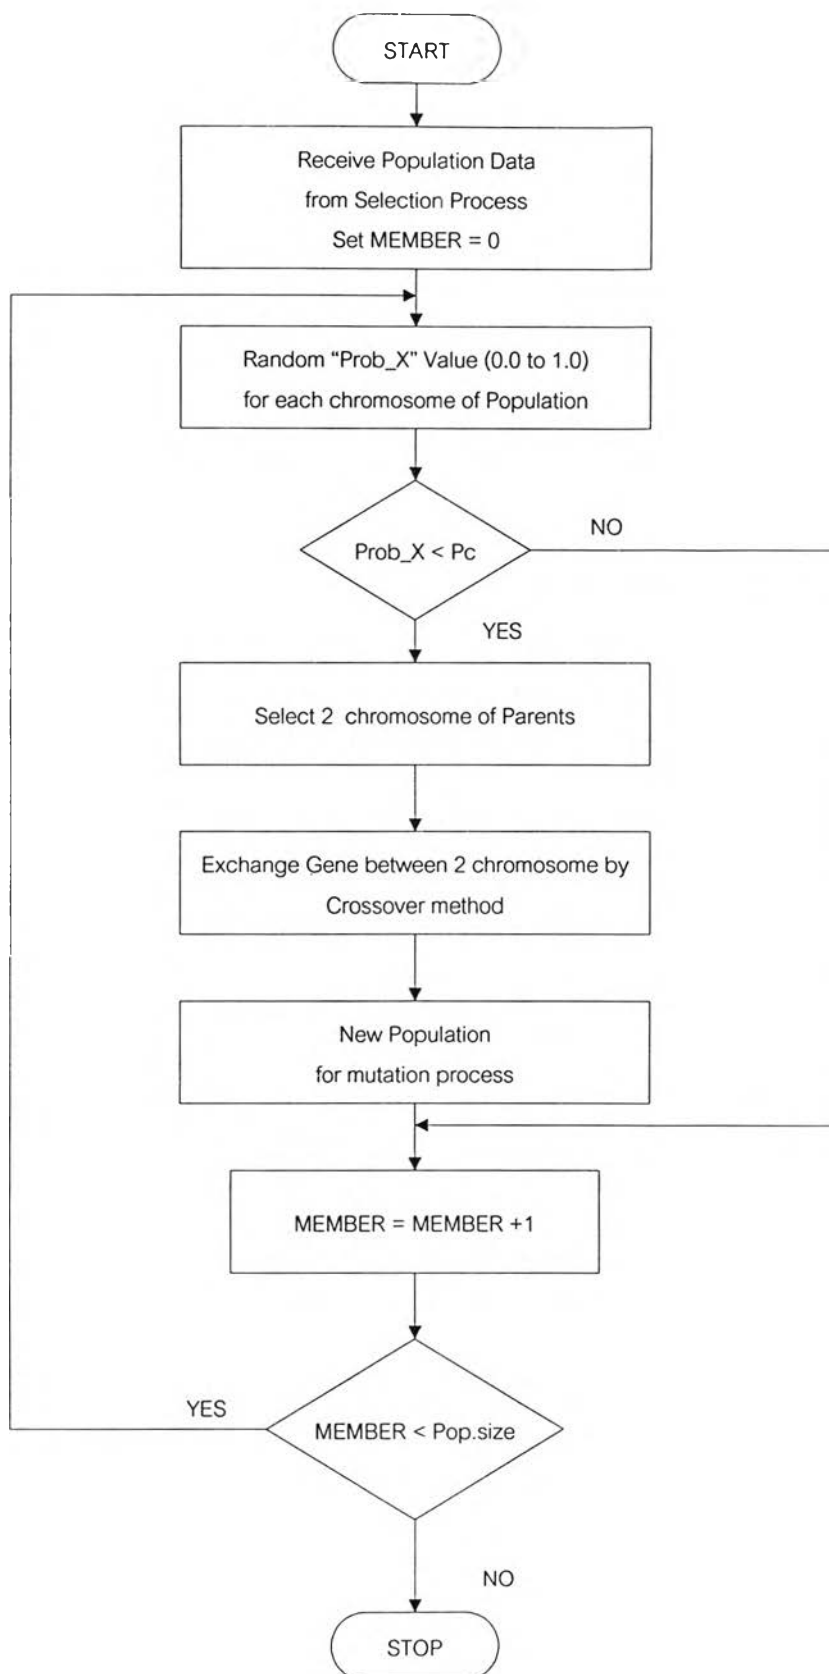 START
Receive Population Data
from Selection Process
Set MEMBER = 0
Random “Prob_X” Value (0.0 to 1.0)
for each chromosome of Population
Prob_X < Pc
NO
YES
Select 2 chromosome of Parents
Exchange Gene between 2 chromosome by
Crossover method
New Population
for mutation process
MEMBER = MEMBER +1
YES
MEMBER < Pop.size
NO
STOP